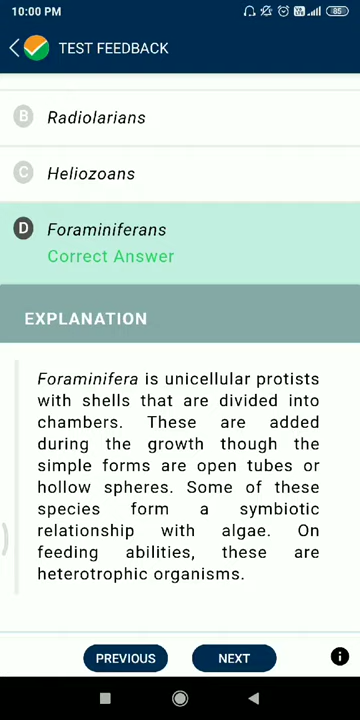 10:00 PM
85
TEST FEEDBACK
B Radiolarians
C Heliozoans
D Foraminiferans
Correct Answer
EXPLANATION
Foraminifera is unicellular protists
with shells that are divided into
chambers. These are added
during the growth though the
simple forms are open tubes or
hollow spheres. Some of these
species form a symbiotic
relationship with algae. On
feeding abilities, these are
heterotrophic organisms.
PREVIOUS NEXT